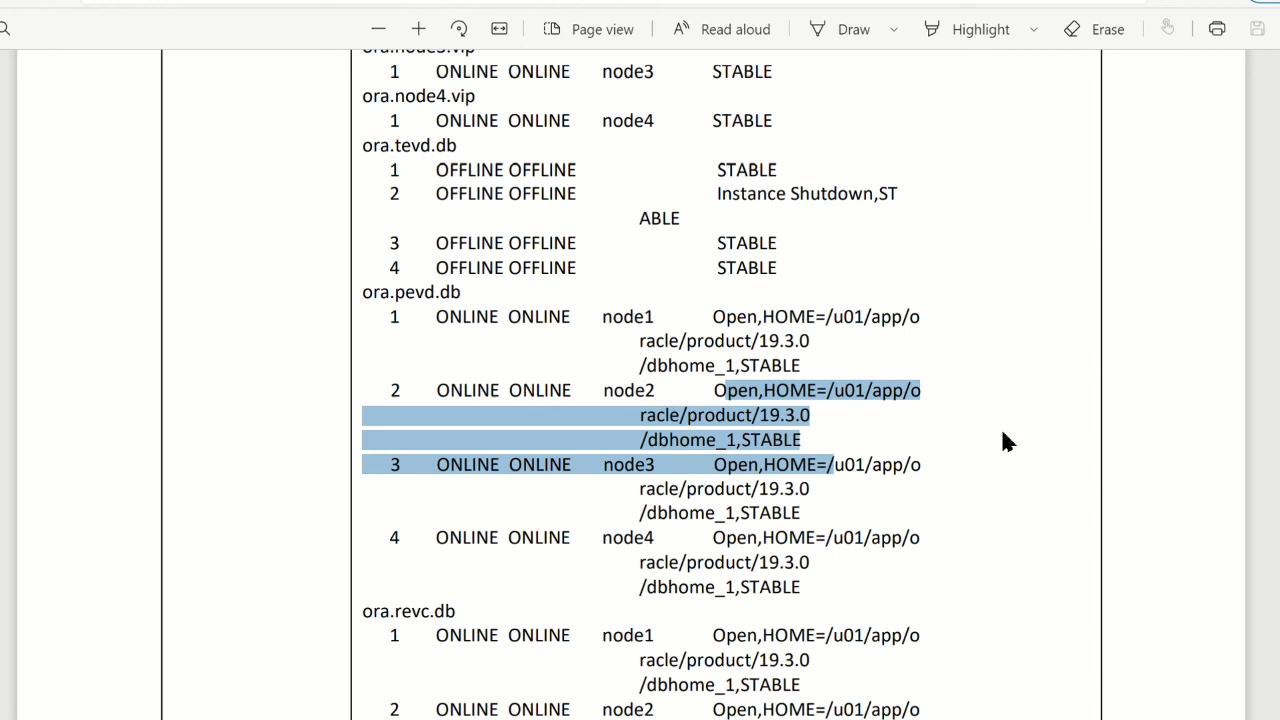 Page view Read aloud Draw Highlight Erase
1 ONLINE ONLINE node3 STABLE
ora.node4.vip
1 ONLINE ONLINE node4 STABLE
ora.tevd.db
1 OFFLINE OFFLINE STABLE
2 OFFLINE OFFLINE Instance Shutdown,ST
ABLE
3 OFFLINE OFFLINE STABLE
4 OFFLINE OFFLINE STABLE
ora.pevd.db
1 ONLINE ONLINE node1 Open,HOME=/u01/app/o
racle/product/19.3.0
/dbhome_1,STABLE
2 ONLINE ONLINE node2 Open,HOME=/u01/app/o
racle/product/19.3.0
/dbhome_1,STABLE
3 ONLINE ONLINE node3 Open,HOME=/u01/app/o
racle/product/19.3.0
/dbhome_1,STABLE
4 ONLINE ONLINE node4 Open,HOME=/u01/app/o
racle/product/19.3.0
/dbhome_1,STABLE
ora.revc.db
1 ONLINE ONLINE node1 Open,HOME=/u01/app/o
racle/product/19.3.0
/dbhome_1,STABLE
2 ONLINE ONLINE node2 Open,HOME=/u01/app/o